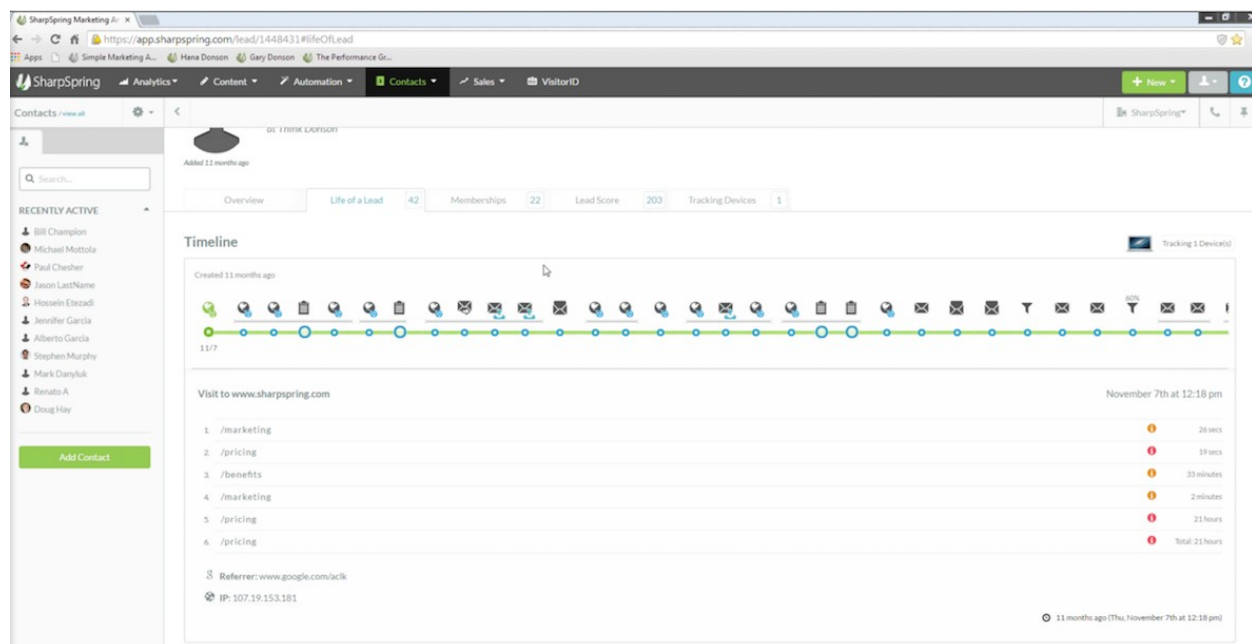 SharpSpring Marketing Ar
https://app.sharpspring.com/lead/1448431#lifeOfLead
Apps Simple Marketing A... Hana Donson Gary Donson The Performance Gr...
SharpSpring Analytics Content Automation Contacts Sales VisitorID + New ?
Contacts / view all SharpSpring
at Think Donson
Added 11 months ago
Search...
Overview Life of a Lead 42 Memberships 22 Lead Score 203 Tracking Devices 1
RECENTLY ACTIVE
Bill Champion
Michael Mottola
Paul Chesher
Jason LastName
Hossein Etezadi
Jennifer Garcia
Alberto Garcia
Stephen Murphy
Mark Danyluk
Renato A
Doug Hay
Add Contact
Timeline Tracking 1 Device(s)
Created 11 months ago
60%
11/7
Visit to www.sharpspring.com November 7th at 12:18 pm
1. /marketing 26 secs
2. /pricing 19 secs
3. /benefits 33 minutes
4. /marketing 2 minutes
5. /pricing 21 hours
6. /pricing Total: 21 hours
Referrer: www.google.com/aclk
IP: 107.19.153.181
11 months ago (Thu, November 7th at 12:18 pm)